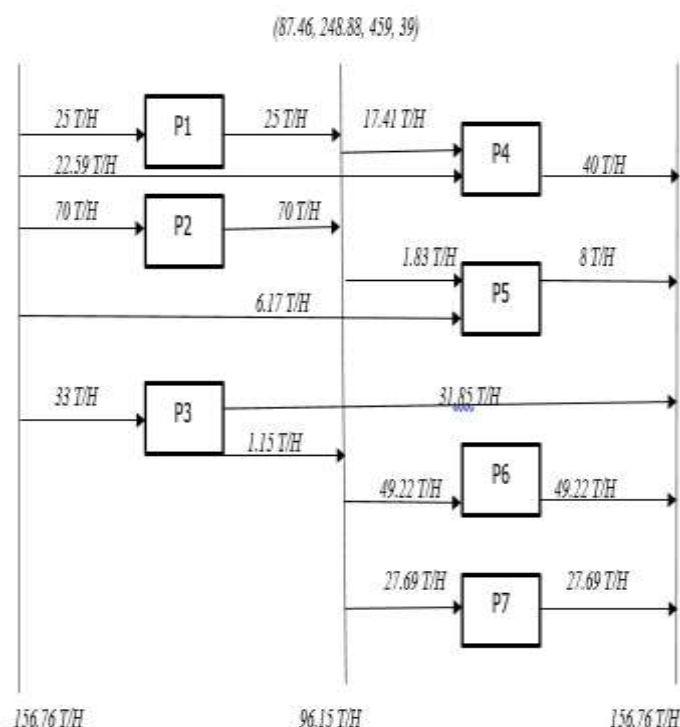 (87.46, 248.88, 459, 39)
25 T/H
P1
25 T/H
17.41 T/H
P4
22.59 T/H
40 T/H
70 T/H
P2
70 T/H
1.83 T/H
8 T/H
P5
6.17 T/H
33 T/H
P3
31.85 T/H
1.15 T/H
P6
49.22 T/H
49.22 T/H
27.69 T/H
P7
27.69 T/H
156.76 T/H
96.15 T/H
156.76 T/H